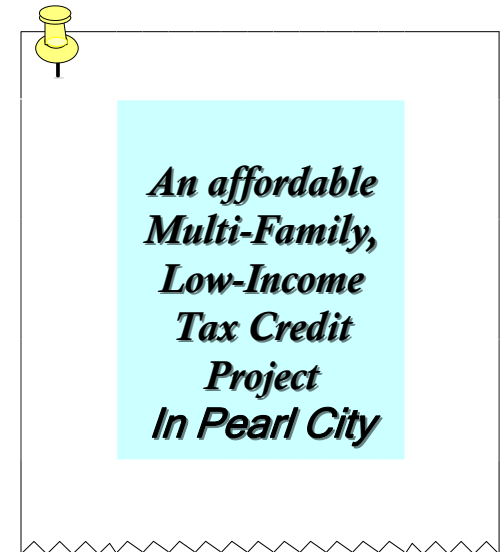 An affordable
Multi-Family,
Low-Income
Tax Credit
Project
In Pearl City